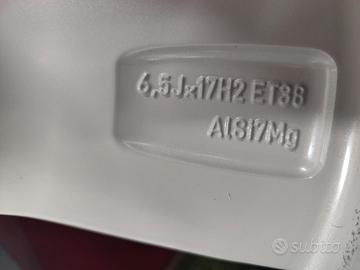 6,5Jx17H2 ET38
AlSi7Mg
subito